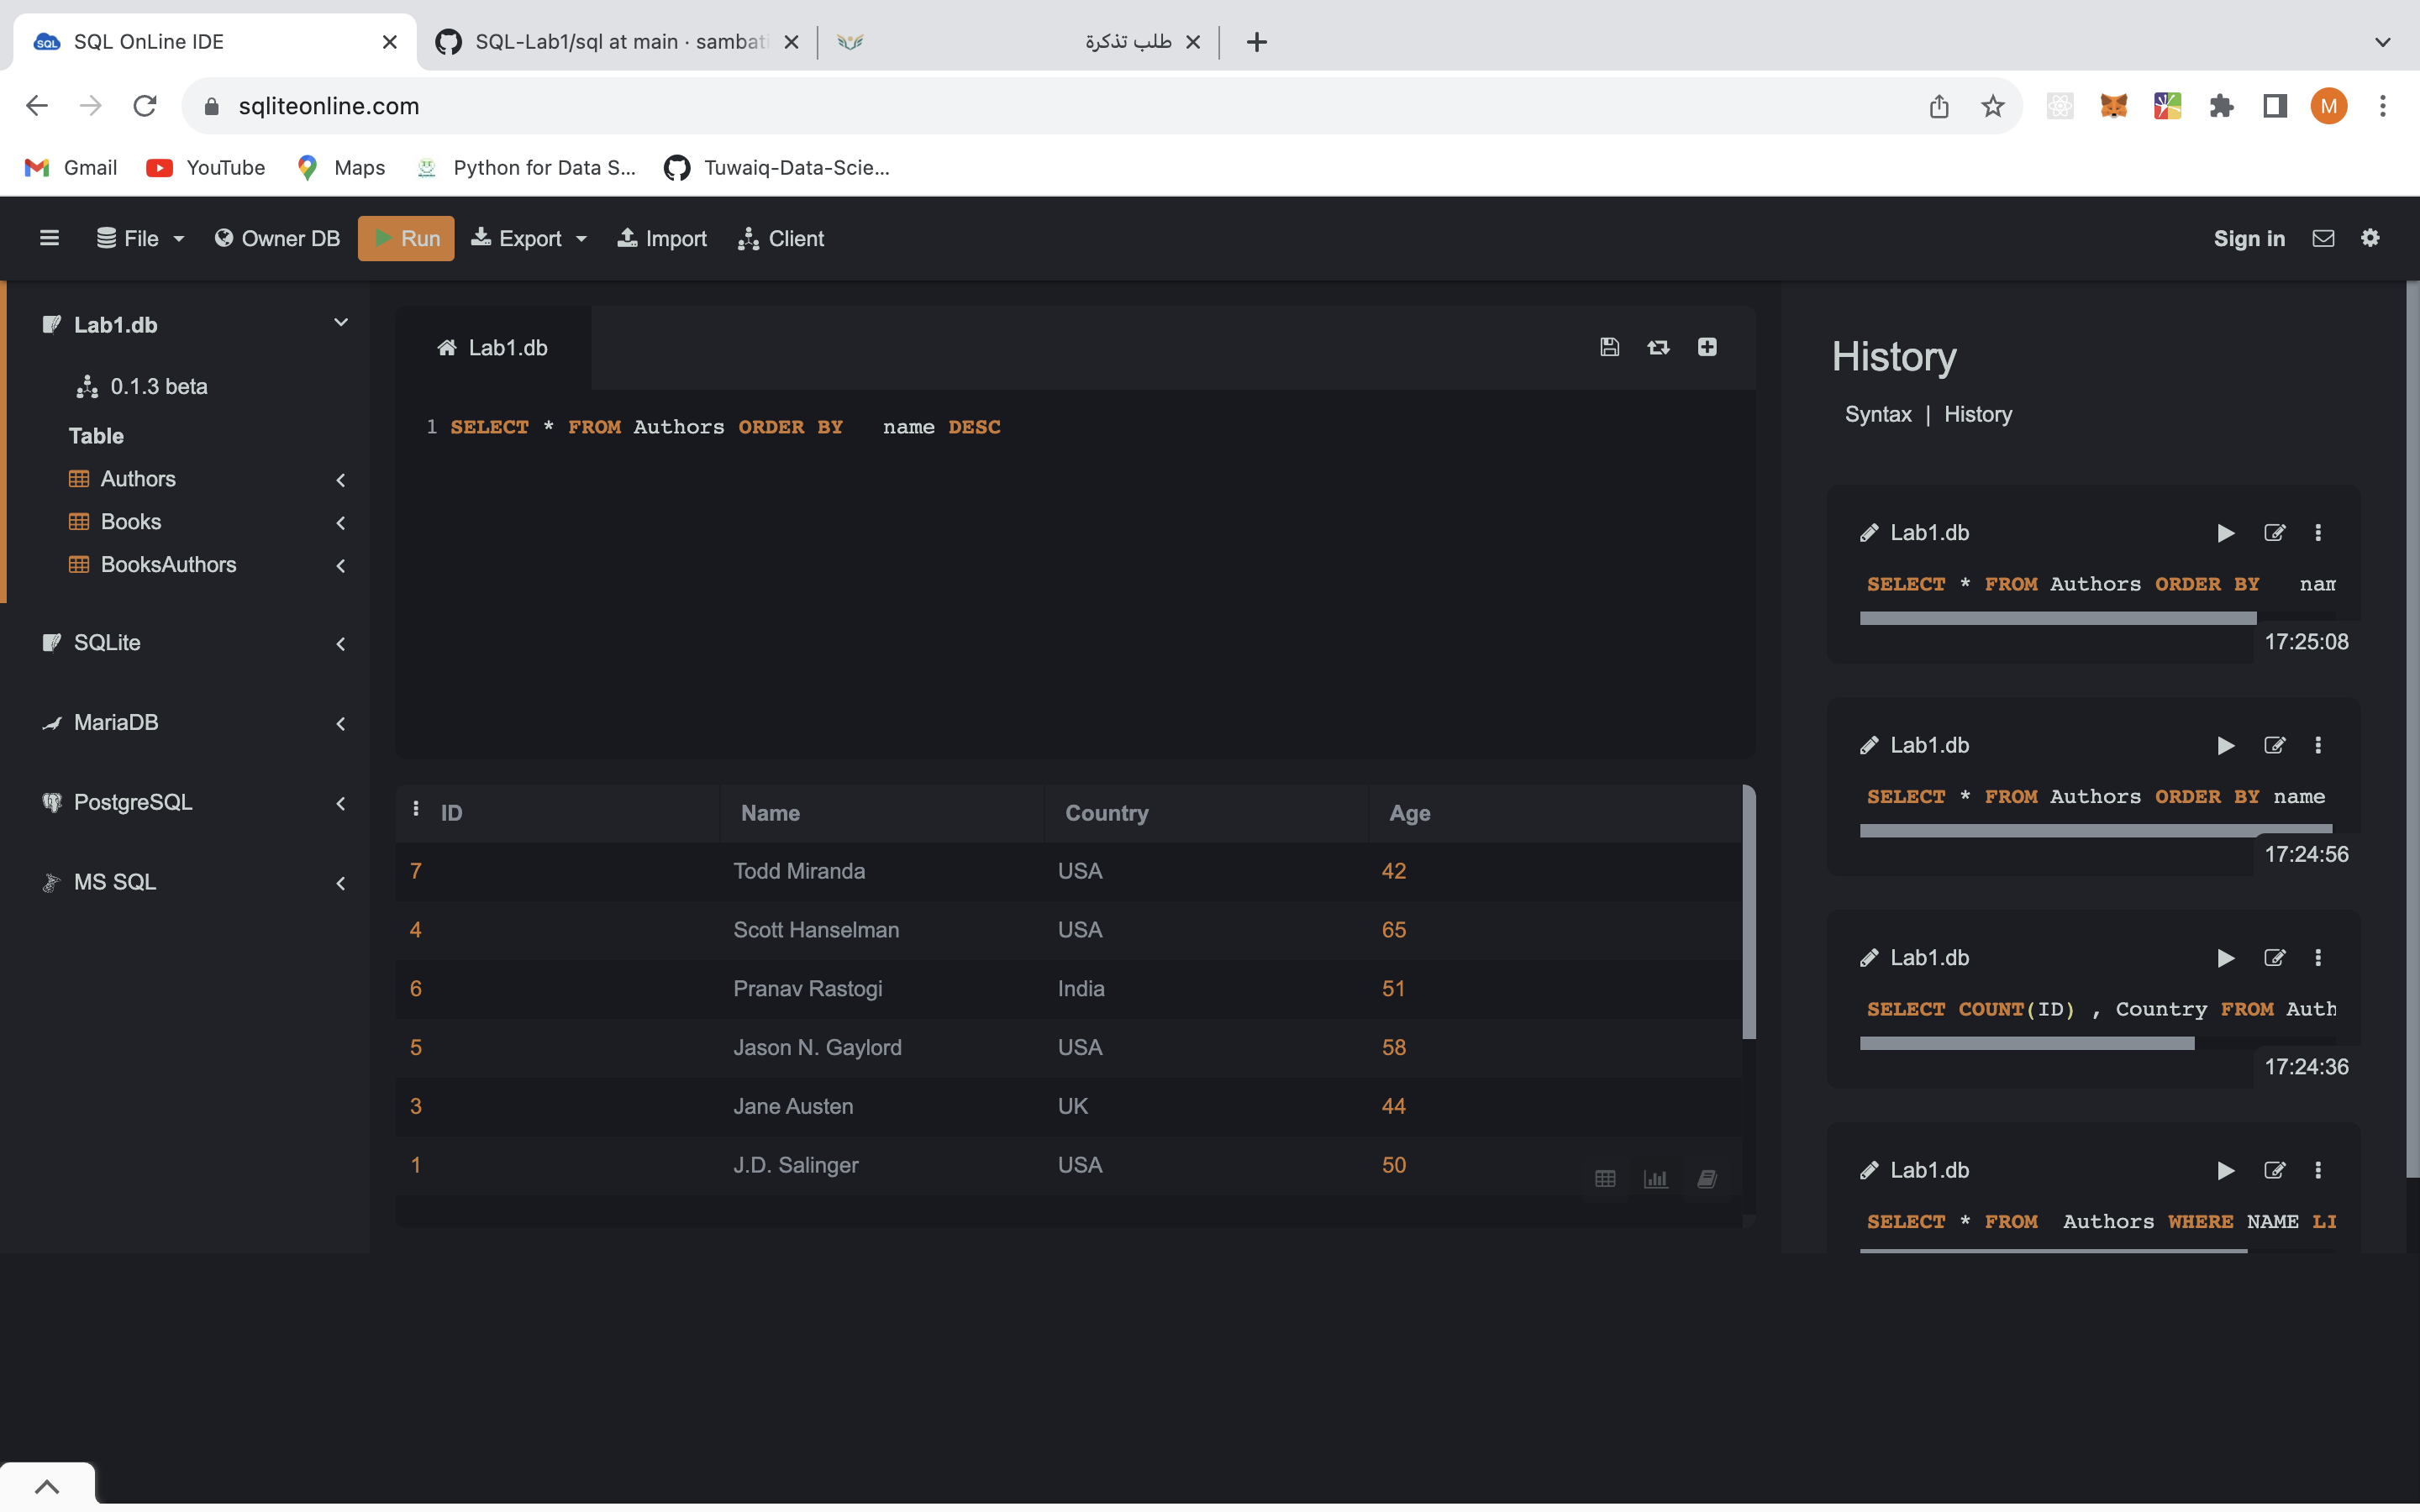 SQL OnLine IDE
SQL-Lab1/sql at main · sambati
طلب تذكرة
sqliteonline.com
M
Gmail
YouTube
Maps
Python for Data S...
Tuwaiq-Data-Scie...
File
Owner DB
Run
Export
Import
Client
Sign in
Lab1.db
0.1.3 beta
Table
Authors
Books
BooksAuthors
SQLite
MariaDB
PostgreSQL
MS SQL
Lab1.db
1 SELECT * FROM Authors ORDER BY   name DESC
ID Name Country Age
7 Todd Miranda USA 42
4 Scott Hanselman USA 65
6 Pranav Rastogi India 51
5 Jason N. Gaylord USA 58
3 Jane Austen UK 44
1 J.D. Salinger USA 50
History
Syntax | History
Lab1.db
SELECT * FROM Authors ORDER BY   nam
17:25:08
Lab1.db
SELECT * FROM Authors ORDER BY name
17:24:56
Lab1.db
SELECT COUNT(ID) , Country FROM Auth
17:24:36
Lab1.db
SELECT * FROM  Authors WHERE NAME LI